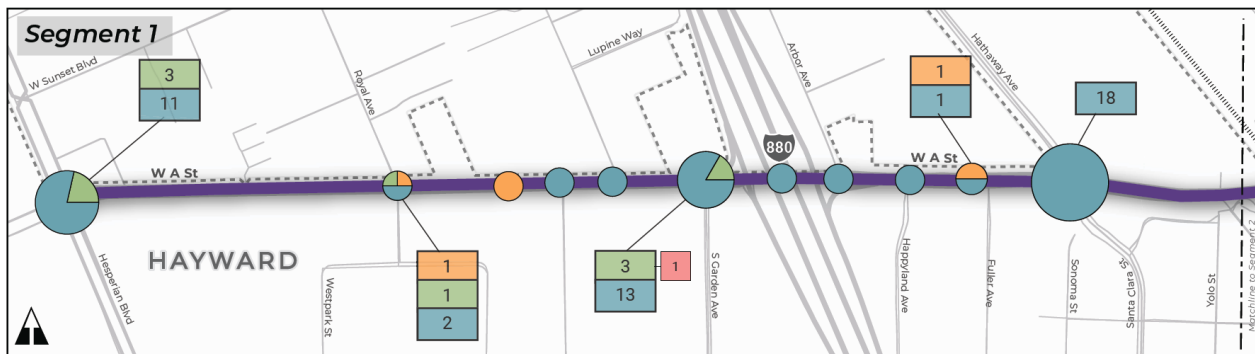 Segment 1
W Sunset Blvd
3
11
Royal Ave
Lupine Way
Arbor Ave
1
1
Hathaway Ave
18
880
W A St
W A St
HAYWARD
Hesperian Blvd
Westpark St
1
1
2
3
1
13
S Garden Ave
Happyland Ave
Fuller Ave
Sonoma St
Santa Clara St
Yolo St
Matchline to Segment 2